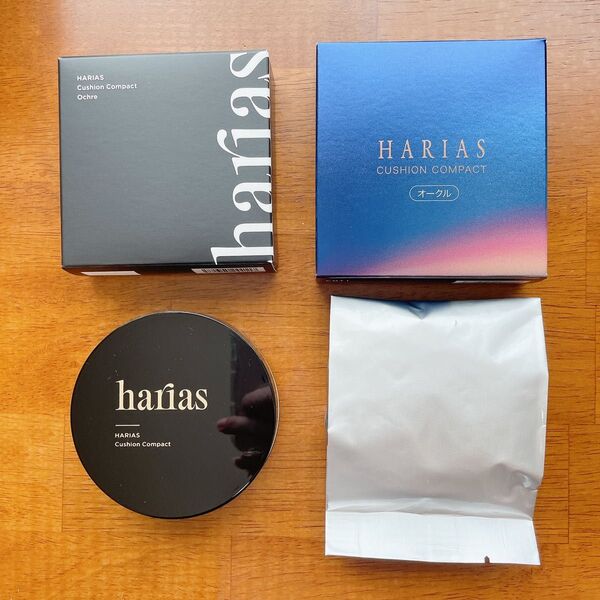 HARIAS
Cushion Compact
Ochre
harias
HARIAS
CUSHION COMPACT
オークル
harias
HARIAS
Cushion Compact